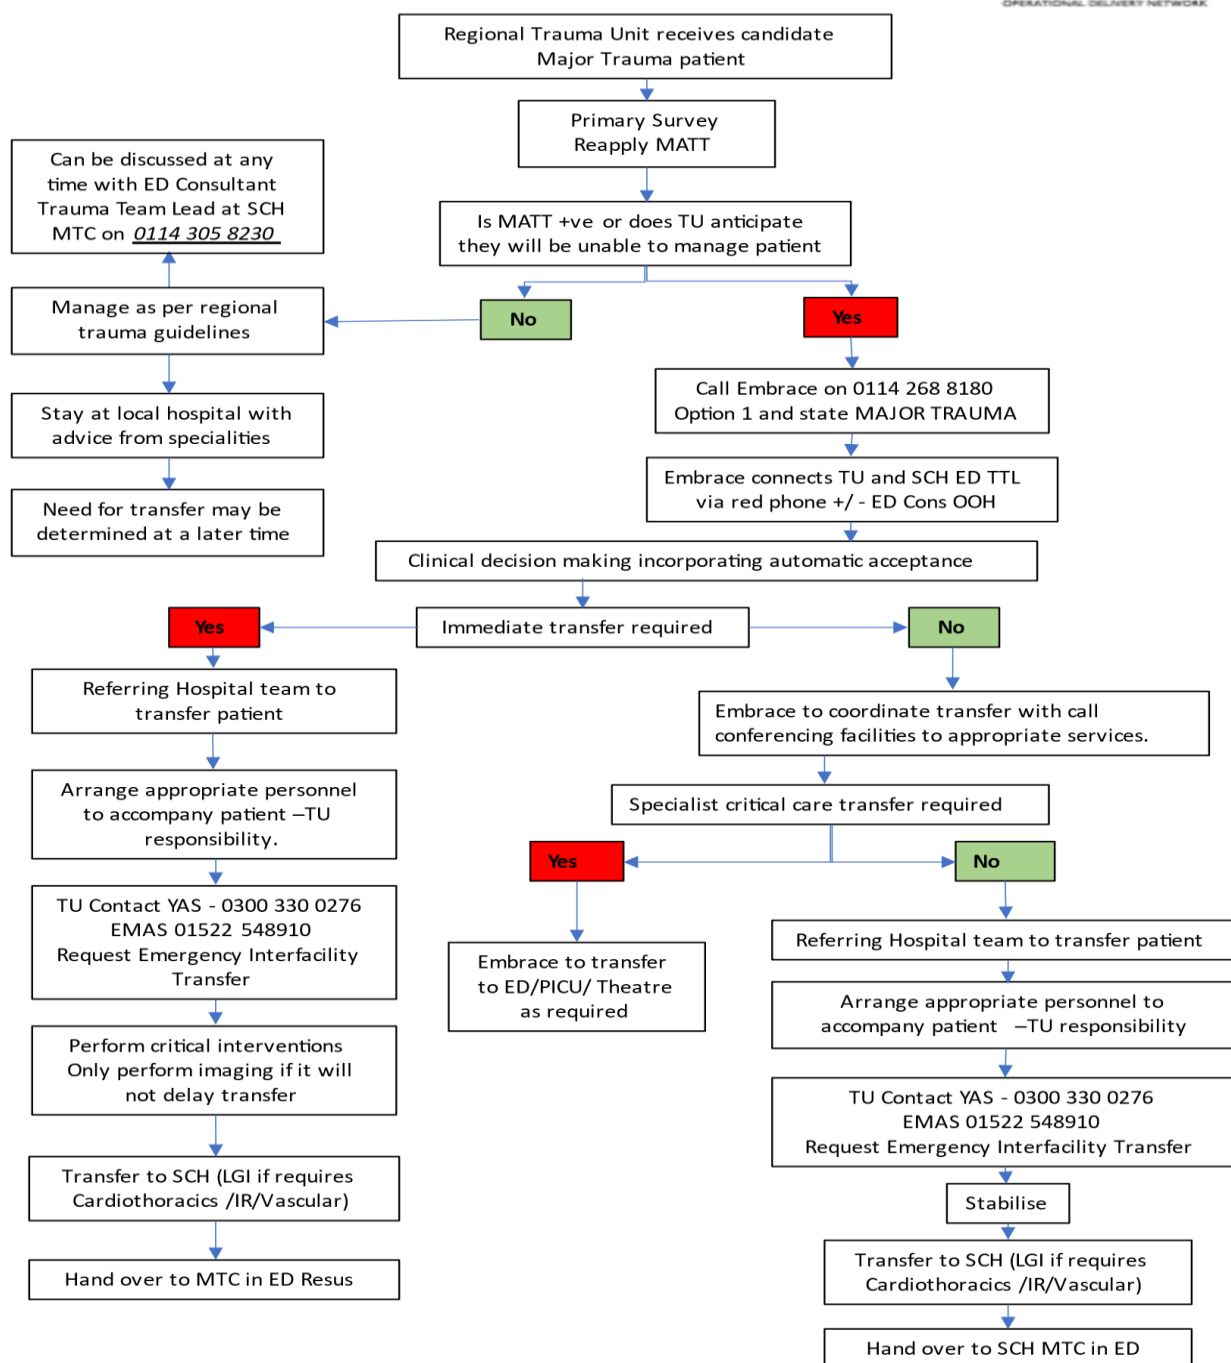 OPERATIONAL DELIVERY NETWORK
Regional Trauma Unit receives candidate
Major Trauma patient
Primary Survey
Reapply MATT
Can be discussed at any
time with ED Consultant
Trauma Team Lead at SCH
MTC on 0114 305 8230
Is MATT +ve or does TU anticipate
they will be unable to manage patient
Manage as per regional
trauma guidelines
No
Yes
Stay at local hospital with
advice from specialities
Call Embrace on 0114 268 8180
Option 1 and state MAJOR TRAUMA
Need for transfer may be
determined at a later time
Embrace connects TU and SCH ED TTL
via red phone +/ - ED Cons OOH
Clinical decision making incorporating automatic acceptance
Yes
Immediate transfer required
No
Referring Hospital team to
transfer patient
Embrace to coordinate transfer with call
conferencing facilities to appropriate services.
Arrange appropriate personnel
to accompany patient –TU
responsibility.
Specialist critical care transfer required
Yes
No
TU Contact YAS - 0300 330 0276
EMAS 01522 548910
Request Emergency Interfacility
Transfer
Embrace to transfer
to ED/PICU/ Theatre
as required
Referring Hospital team to transfer patient
Arrange appropriate personnel to
accompany patient –TU responsibility
Perform critical interventions
Only perform imaging if it will
not delay transfer
TU Contact YAS - 0300 330 0276
EMAS 01522 548910
Request Emergency Interfacility Transfer
Transfer to SCH (LGI if requires
Cardiothoracics /IR/Vascular)
Stabilise
Hand over to MTC in ED Resus
Transfer to SCH (LGI if requires
Cardiothoracics /IR/Vascular)
Hand over to SCH MTC in ED